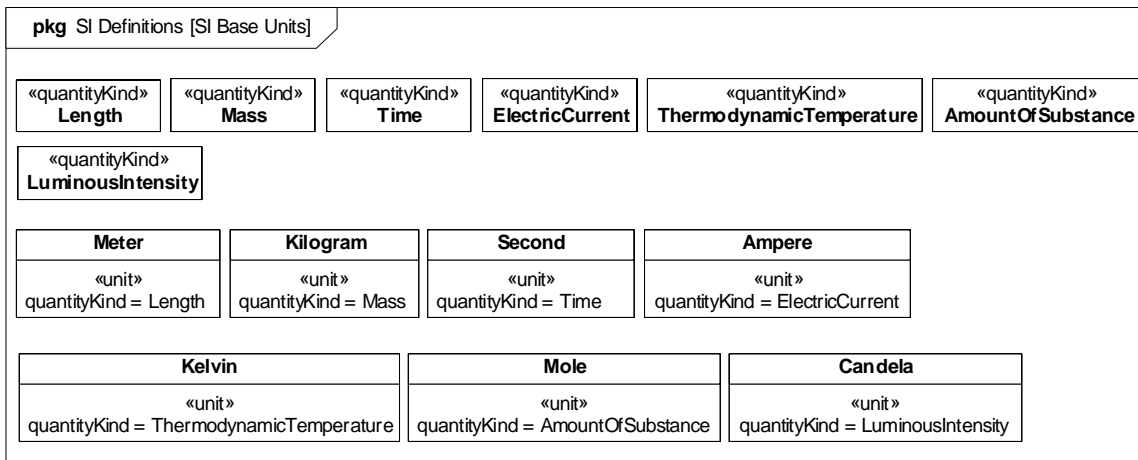 pkg SI Definitions [SI Base Units]
«quantityKind» «quantityKind» «quantityKind» «quantityKind» «quantityKind» «quantityKind»
Length Mass Time ElectricCurrent ThermodynamicTemperature AmountOfSubstance
«quantityKind»
LuminousIntensity
Meter Kilogram Second Ampere
«unit» «unit» «unit» «unit»
quantityKind = Length quantityKind = Mass quantityKind = Time quantityKind = ElectricCurrent
Kelvin Mole Candela
«unit» «unit» «unit»
quantityKind = ThermodynamicTemperature quantityKind = AmountOfSubstance quantityKind = LuminousIntensity